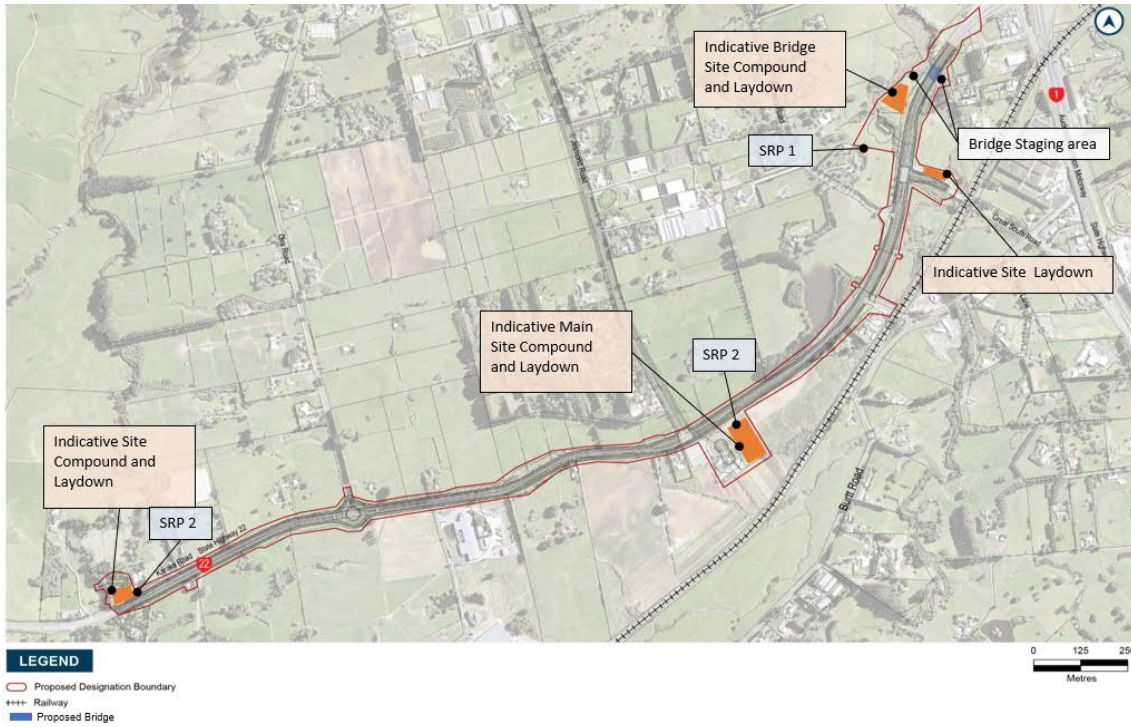 Indicative Bridge
Site Compound
and Laydown
1
SRP 1
Bridge Staging area
Great South Road
Indicative Site Laydown
Indicative Main
Site Compound
and Laydown
SRP 2
Oira Road
Burtt Road
Indicative Site
Compound and
Laydown
SRP 2
Karaka Road State Highway 22
22
LEGEND
Proposed Designation Boundary
Railway
Proposed Bridge
0 125 250
Metres